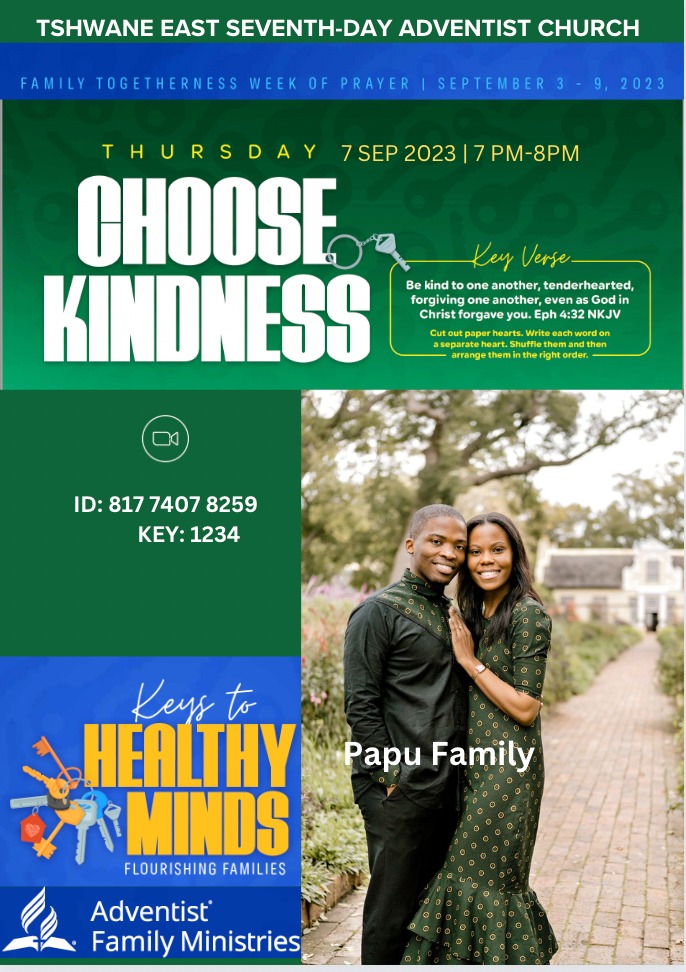 TSHWANE EAST SEVENTH-DAY ADVENTIST CHURCH
FAMILY TOGETHERNESS WEEK OF PRAYER | SEPTEMBER 3 - 9, 2023
THURSDAY 7 SEP 2023 | 7 PM-8PM
CHOOSE
KINDNESS
Key Verse
Be kind to one another, tenderhearted,
forgiving one another, even as God in
Christ forgave you. Eph 4:32 NKJV
Cut out paper hearts. Write each word on
a separate heart. Shuffle them and then
arrange them in the right order.
ID: 817 7407 8259
KEY: 1234
Papu Family
Keys to
HEALTHY
MINDS
FLOURISHING FAMILIES
Adventist®
Family Ministries